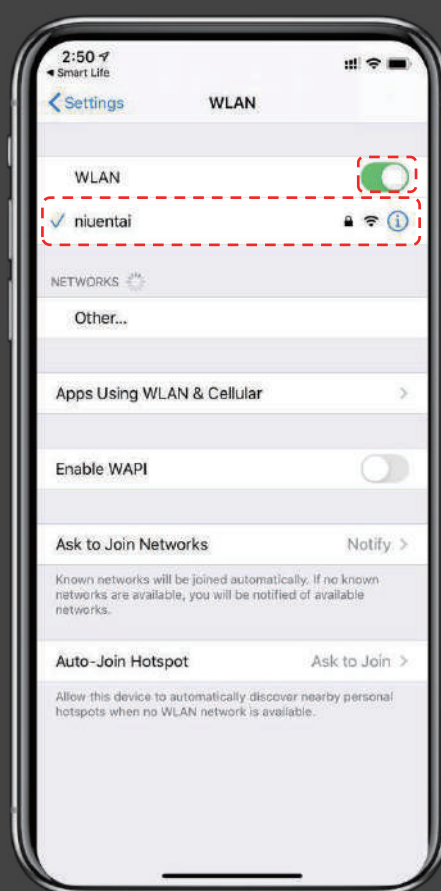 2:50
Smart Life
Settings
WLAN
WLAN
niuentai
NETWORKS
Other...
Apps Using WLAN & Cellular
Enable WAPI
Ask to Join Networks
Notify
Known networks will be joined automatically. If no known
networks are available, you will be notified of available
networks.
Auto-Join Hotspot
Ask to Join
Allow this device to automatically discover nearby personal
hotspots when no WLAN network is available.